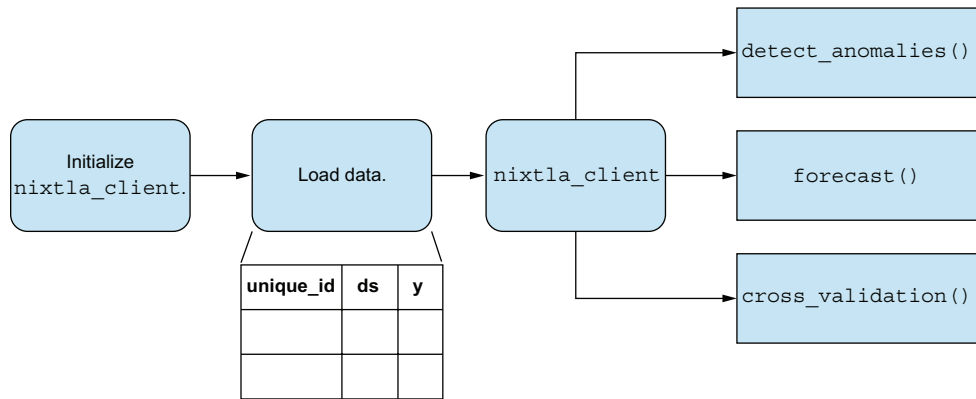 Initialize
nixtla_client.
Load data.
unique_id ds y
nixtla_client
detect_anomalies()
forecast()
cross_validation()